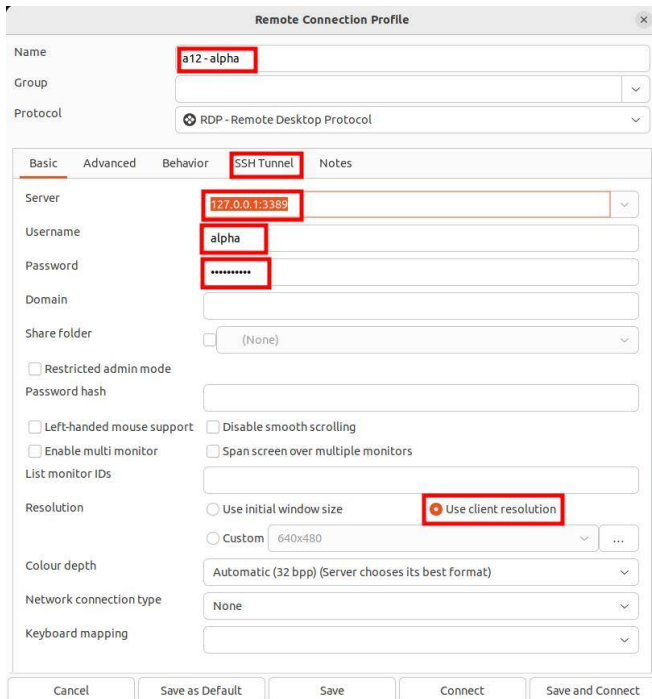 Remote Connection Profile
Name a12 - alpha
Group
Protocol RDP - Remote Desktop Protocol
Basic Advanced Behavior SSH Tunnel Notes
Server 127.0.0.1:3389
Username alpha
Password ••••••••••
Domain
Share folder (None)
Restricted admin mode
Password hash
Left-handed mouse support Disable smooth scrolling
Enable multi monitor Span screen over multiple monitors
List monitor IDs
Resolution Use initial window size Use client resolution
Custom 640x480 ...
Colour depth Automatic (32 bpp) (Server chooses its best format)
Network connection type None
Keyboard mapping
Cancel Save as Default Save Connect Save and Connect